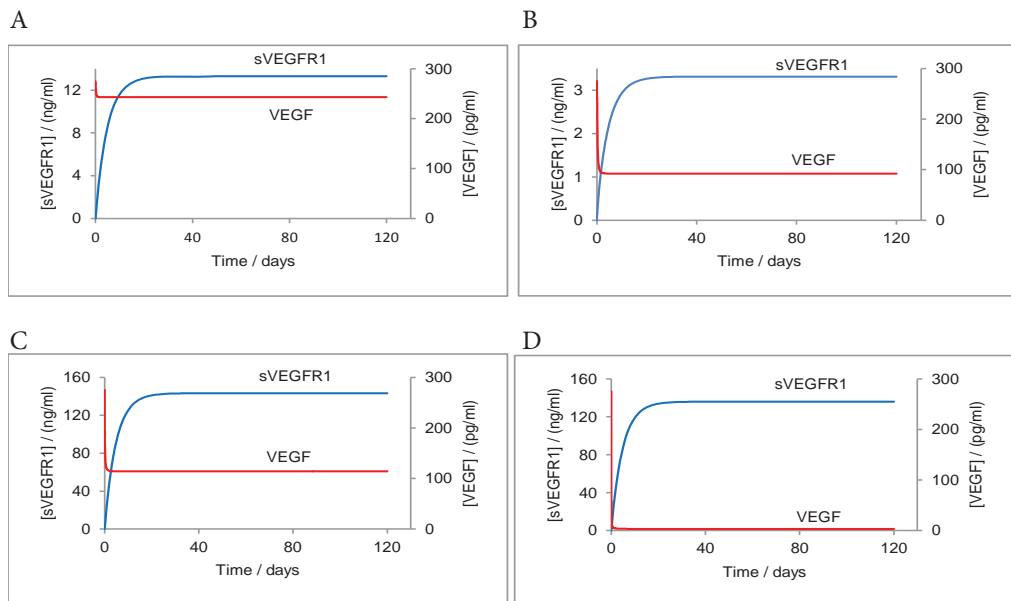 A
sVEGFR1
VEGF
[sVEGFR1] / (ng/ml)
12
8
4
0
[VEGF] / (pg/ml)
300
200
100
0
0 40 80 120
Time / days
B
sVEGFR1
VEGF
[sVEGFR1] / (ng/ml)
3
2
1
0
[VEGF] / (pg/ml)
300
200
100
0
0 40 80 120
Time / days
C
sVEGFR1
VEGF
[sVEGFR1] / (ng/ml)
160
120
80
40
0
[VEGF] / (pg/ml)
300
200
100
0
0 40 80 120
Time / days
D
sVEGFR1
VEGF
[sVEGFR1] / (ng/ml)
160
120
80
40
0
[VEGF] / (pg/ml)
300
200
100
0
0 40 80 120
Time / days